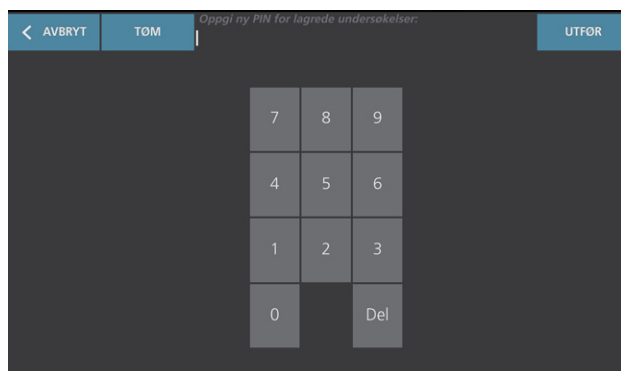 AVBRYT
TØM
Oppgi ny PIN for lagrede undersøkelser:
UTFØR
7 8 9
4 5 6
1 2 3
0 Del